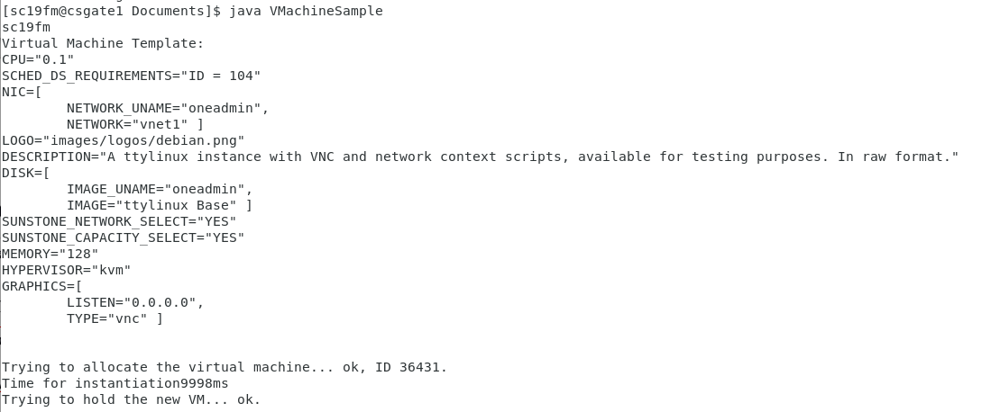 [sc19fm@csgate1 Documents]$ java VMachineSample
sc19fm
Virtual Machine Template:
CPU="0.1"
SCHED_DS_REQUIREMENTS="ID = 104"
NIC=[
        NETWORK_UNAME="oneadmin",
        NETWORK="vnet1" ]
LOGO="images/logos/debian.png"
DESCRIPTION="A ttylinux instance with VNC and network context scripts, available for testing purposes. In raw format."
DISK=[
        IMAGE_UNAME="oneadmin",
        IMAGE="ttylinux Base" ]
SUNSTONE_NETWORK_SELECT="YES"
SUNSTONE_CAPACITY_SELECT="YES"
MEMORY="128"
HYPERVISOR="kvm"
GRAPHICS=[
        LISTEN="0.0.0.0",
        TYPE="vnc" ]
Trying to allocate the virtual machine... ok, ID 36431.
Time for instantiation9998ms
Trying to hold the new VM... ok.